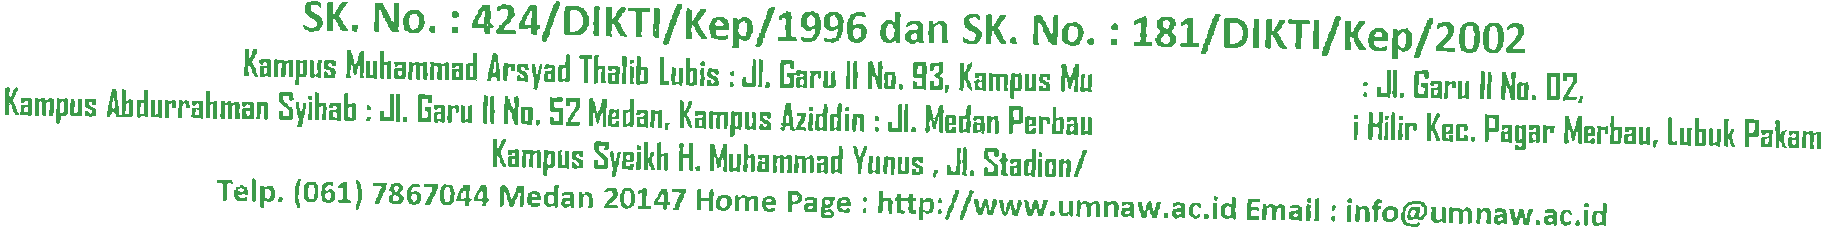 SK. No. : 424/DIKTI/Kep/1996 dan SK. No. : 181/DIKTI/Kep/2002
Kampus Muhammad Arsyad Thalib Lubis : Jl. Garu II No. 93, Kampus Mu : Jl. Garu II No. 02,
Kampus Abdurrahman Syihab : Jl. Garu II No. 52 Medan, Kampus Aziddin : Jl. Medan Perbau i Hilir Kec. Pagar Merbau, Lubuk Pakam
Kampus Syeikh H. Muhammad Yunus , Jl. Stadion/
Telp. (061) 7867044 Medan 20147 Home Page : http://www.umnaw.ac.id Email : info@umnaw.ac.id